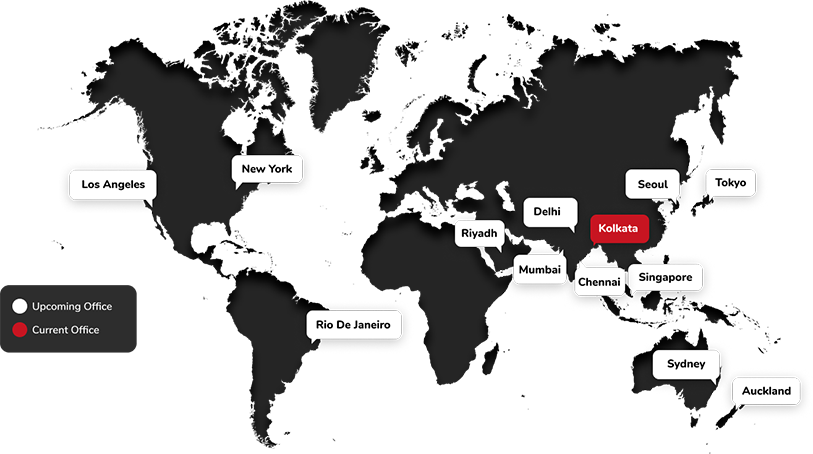 New York
Los Angeles
Seoul
Tokyo
Delhi
Kolkata
Riyadh
Mumbai
Chennai
Singapore
Upcoming Office
Current Office
Rio De Janeiro
Sydney
Auckland